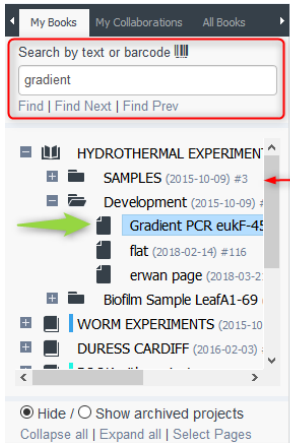 My Books My Collaborations All Books
Search by text or barcode
gradient
Find | Find Next | Find Prev
HYDROTHERMAL EXPERIMENT
SAMPLES (2015-10-09) #3
Development (2015-10-09) #
Gradient PCR eukF-45
flat (2018-02-14) #116
erwan page (2018-03-2
Biofilm Sample LeafA1-69
WORM EXPERIMENTS (2015-10
DURESS CARDIFF (2016-02-03)
Hide / Show archived projects
Collapse all | Expand all | Select Pages